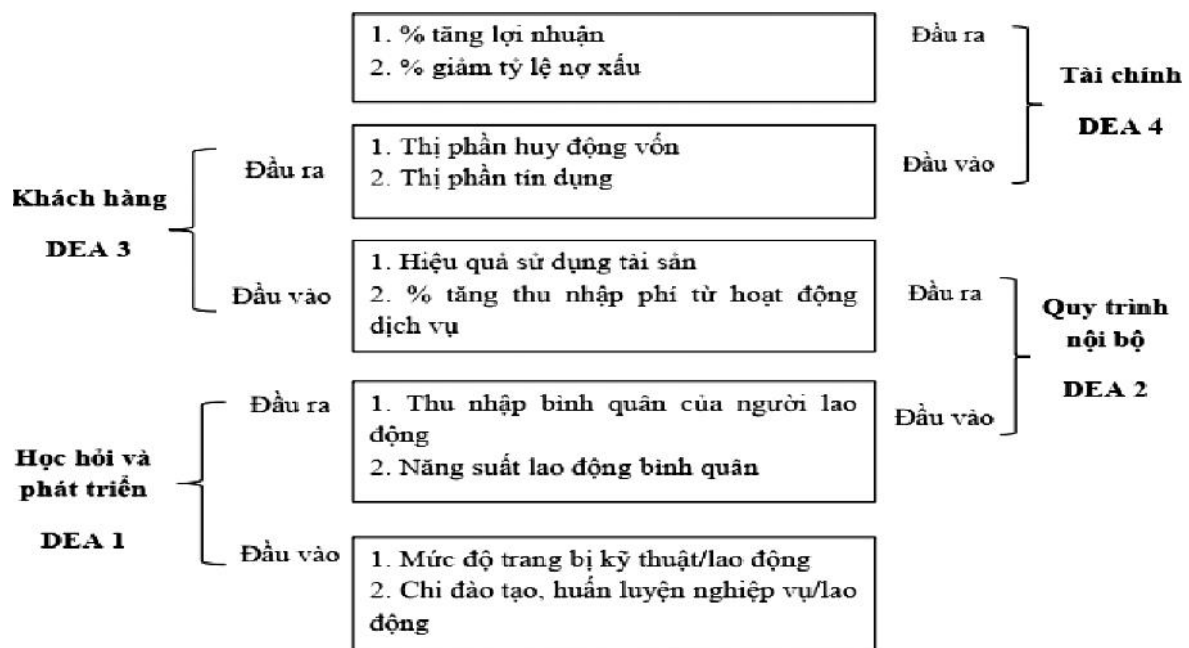 1. % tăng lợi nhuận
2. % giảm tỷ lệ nợ xấu
Đầu ra
Tài chính
DEA 4
Đầu vào
1. Thị phần huy động vốn
2. Thị phần tín dụng
Đầu ra
Khách hàng
DEA 3
Đầu vào
1. Hiệu quả sử dụng tài sản
2. % tăng thu nhập phí từ hoạt động
dịch vụ
Đầu ra
Quy trình
nội bộ
DEA 2
Đầu vào
1. Thu nhập bình quân của người lao
động
2. Năng suất lao động bình quân
Đầu ra
Học hỏi và
phát triển
DEA 1
Đầu vào
1. Mức độ trang bị kỹ thuật/lao động
2. Chi đào tạo, huấn luyện nghiệp vụ/lao
động